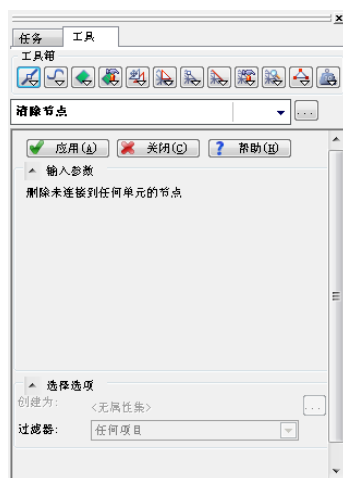 任务 工具
工具箱
清除节点 ...
应用(A) 关闭(C) ? 帮助(H)
输入参数
删除未连接到任何单元的节点
选择选项
创建为: <无属性集> ...
过滤器: 任何项目